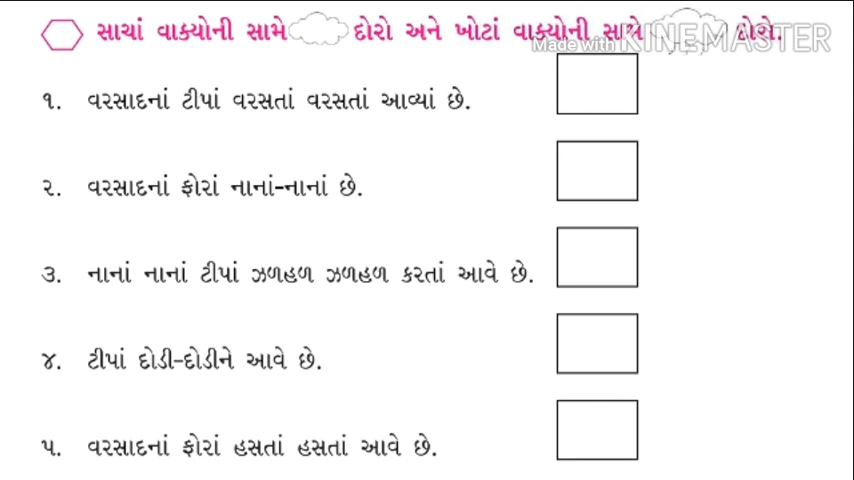 સાચાં વાક્યોની સામે દોરો અને ખોટાં વાક્યોની સામે દોરો.
Made with KINEMASTER
૧. વરસાદનાં ટીપાં વરસતાં વરસતાં આવ્યાં છે.
૨. વરસાદનાં ફોરાં નાનાં-નાનાં છે.
૩. નાનાં નાનાં ટીપાં ઝળહળ ઝળહળ કરતાં આવે છે.
૪. ટીપાં દોડી-દોડીને આવે છે.
૫. વરસાદનાં ફોરાં હસતાં હસતાં આવે છે.